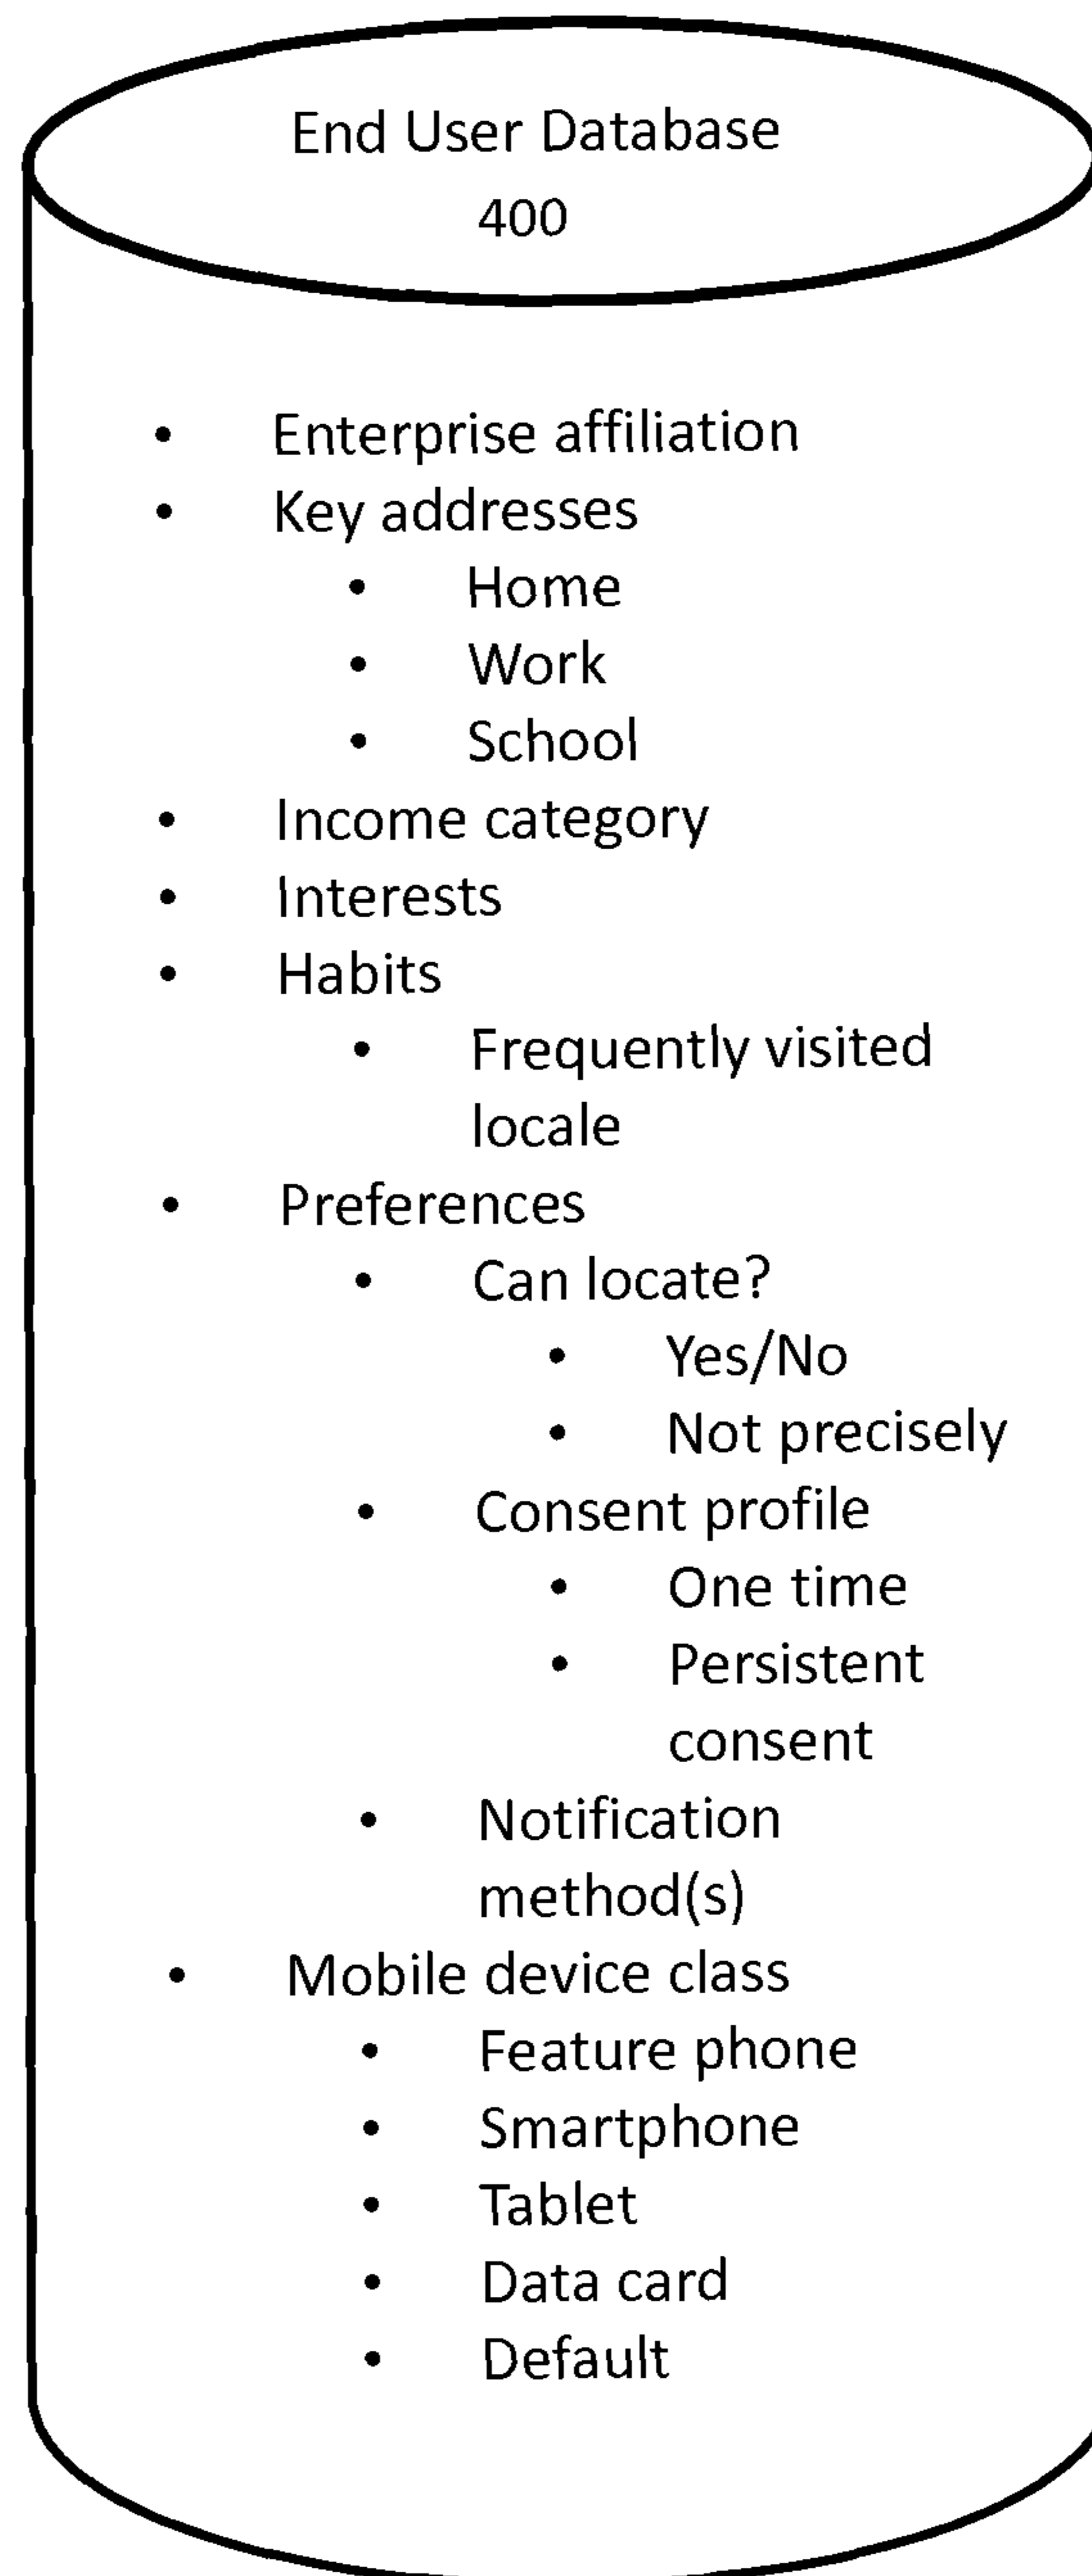 End User Database
400
• Enterprise affiliation
• Key addresses
• Home
• Work
• School
• Income category
• Interests
• Habits
• Frequently visited
locale
• Preferences
• Can locate?
• Yes/No
• Not precisely
• Consent profile
• One time
• Persistent
consent
• Notification
method(s)
• Mobile device class
• Feature phone
• Smartphone
• Tablet
• Data card
• Default